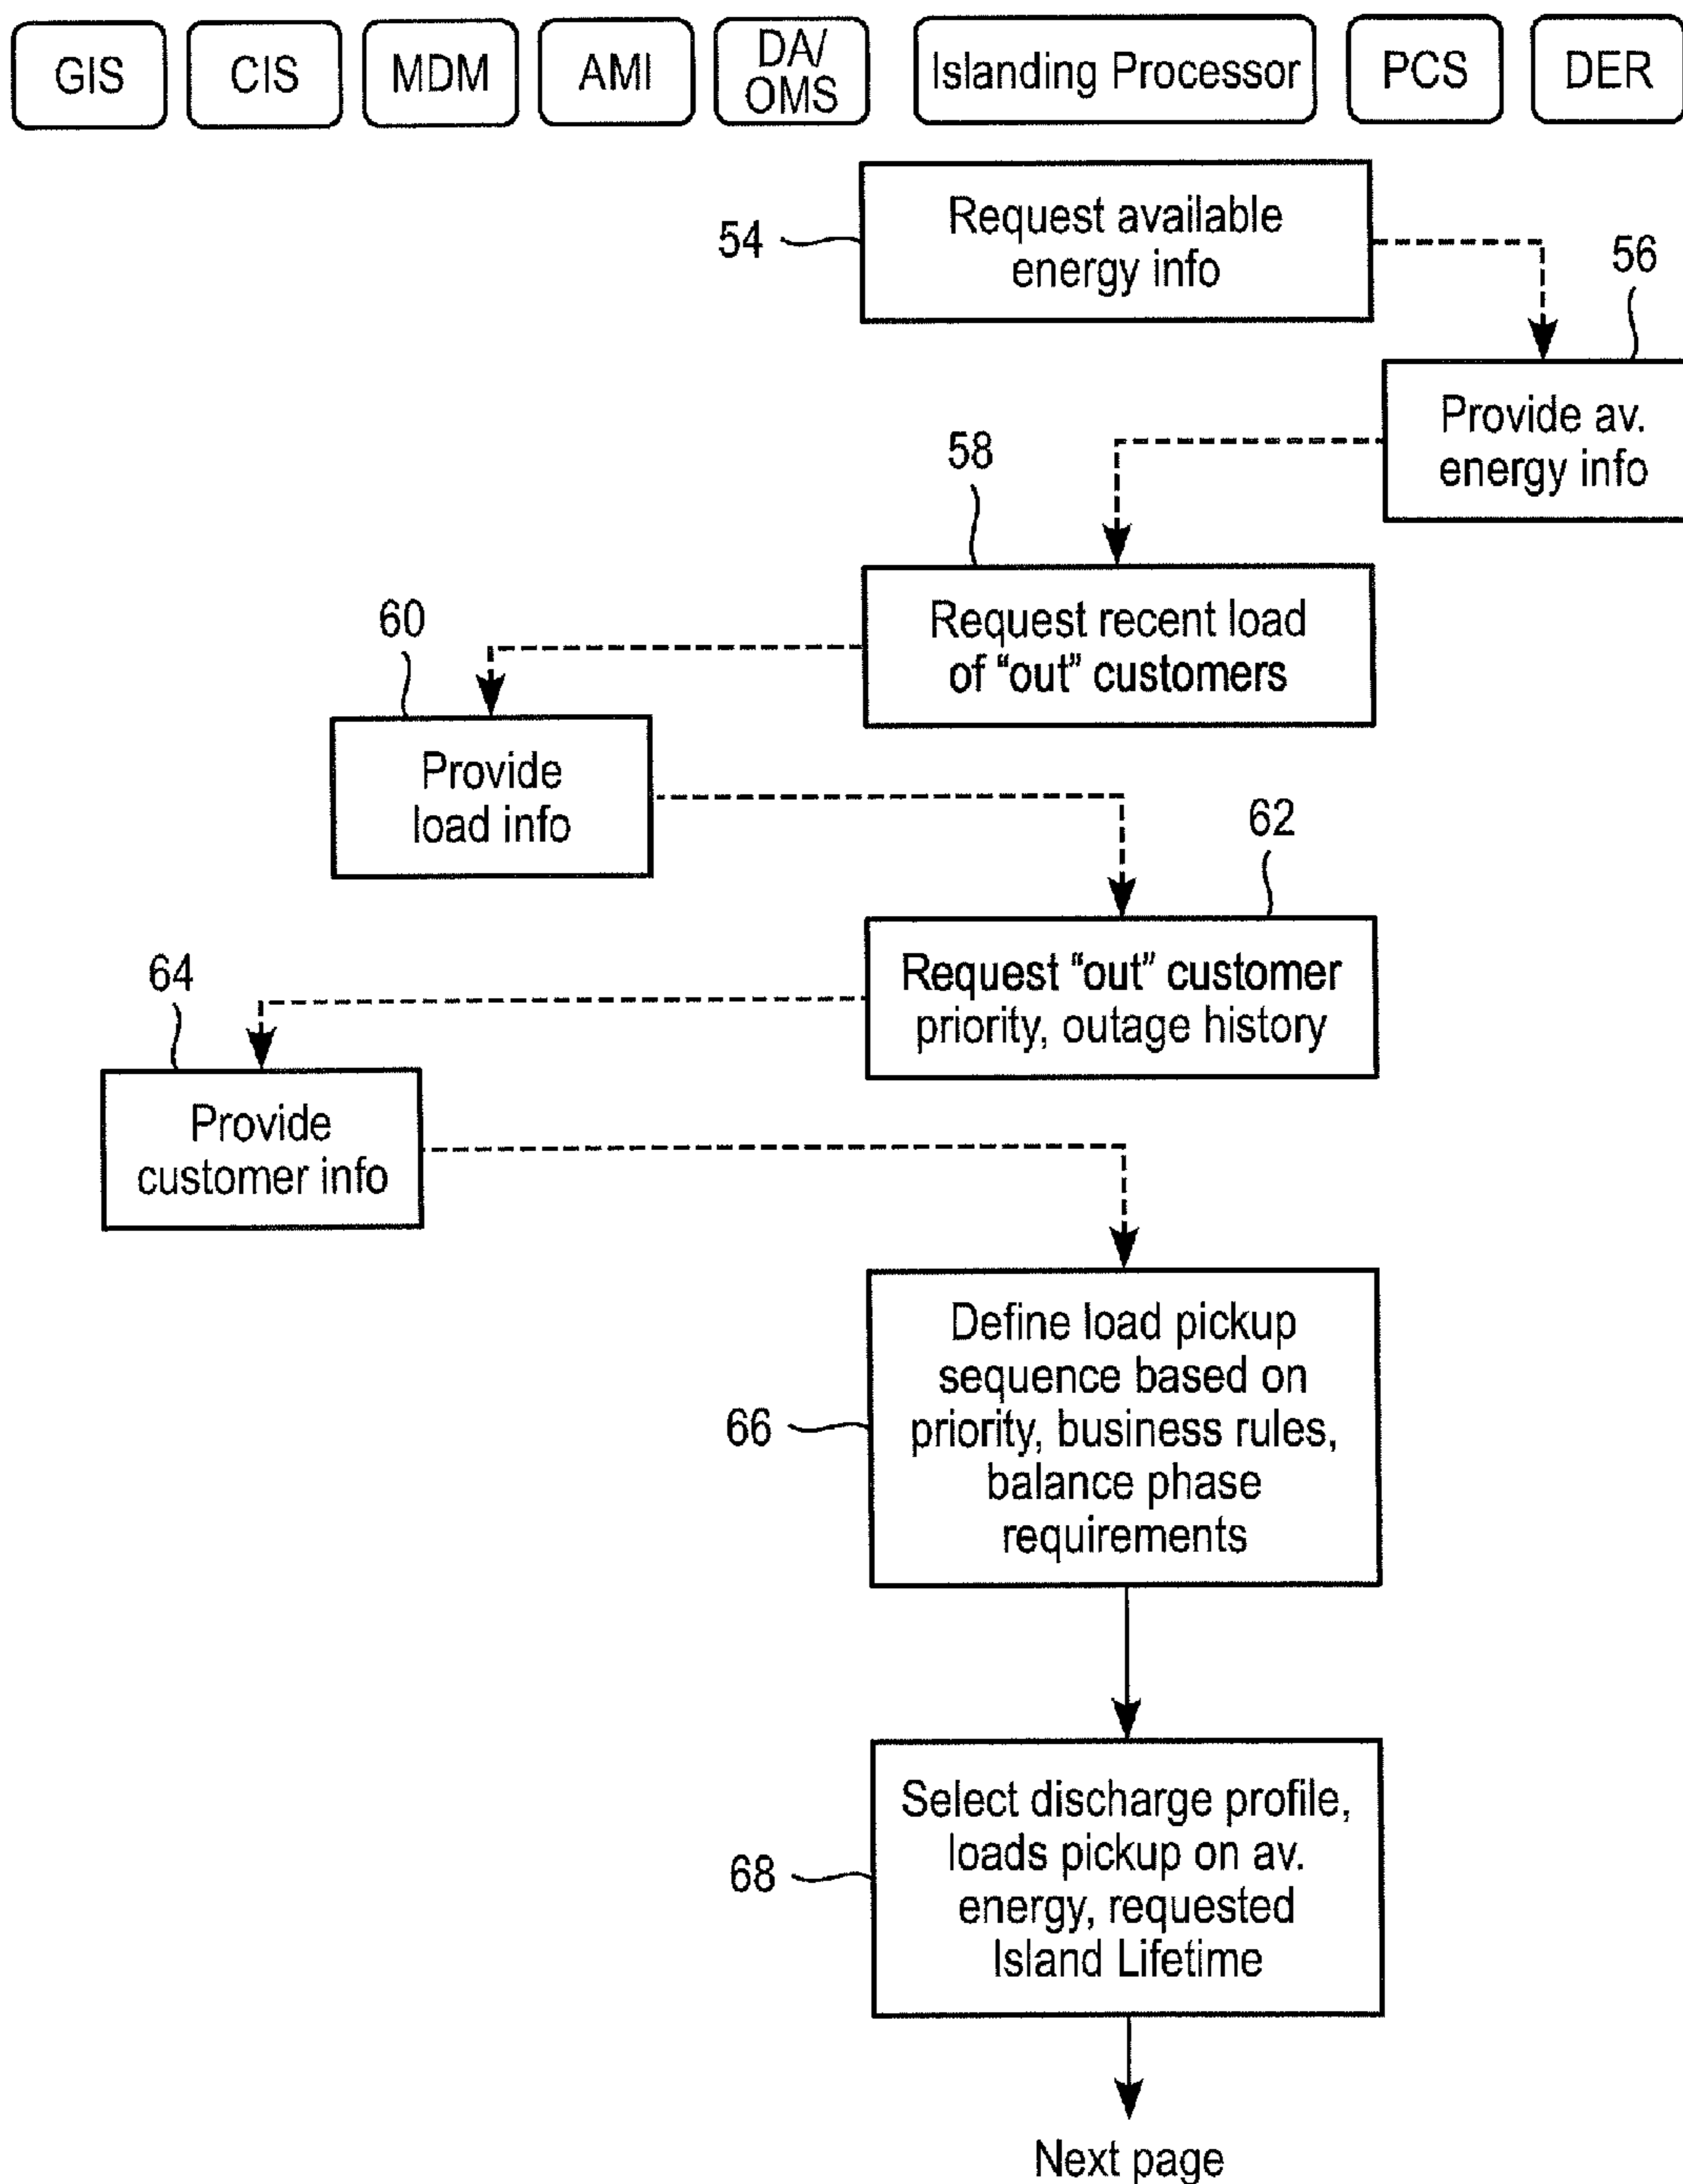 GIS
CIS
MDM
AMI
DA/
OMS
Islanding Processor
PCS
DER
54
Request available
energy info
56
Provide av.
energy info
58
Request recent load
of “out” customers
60
Provide
load info
62
Request “out” customer
priority, outage history
64
Provide
customer info
66
Define load pickup
sequence based on
priority, business rules,
balance phase
requirements
68
Select discharge profile,
loads pickup on av.
energy, requested
Island Lifetime
Next page